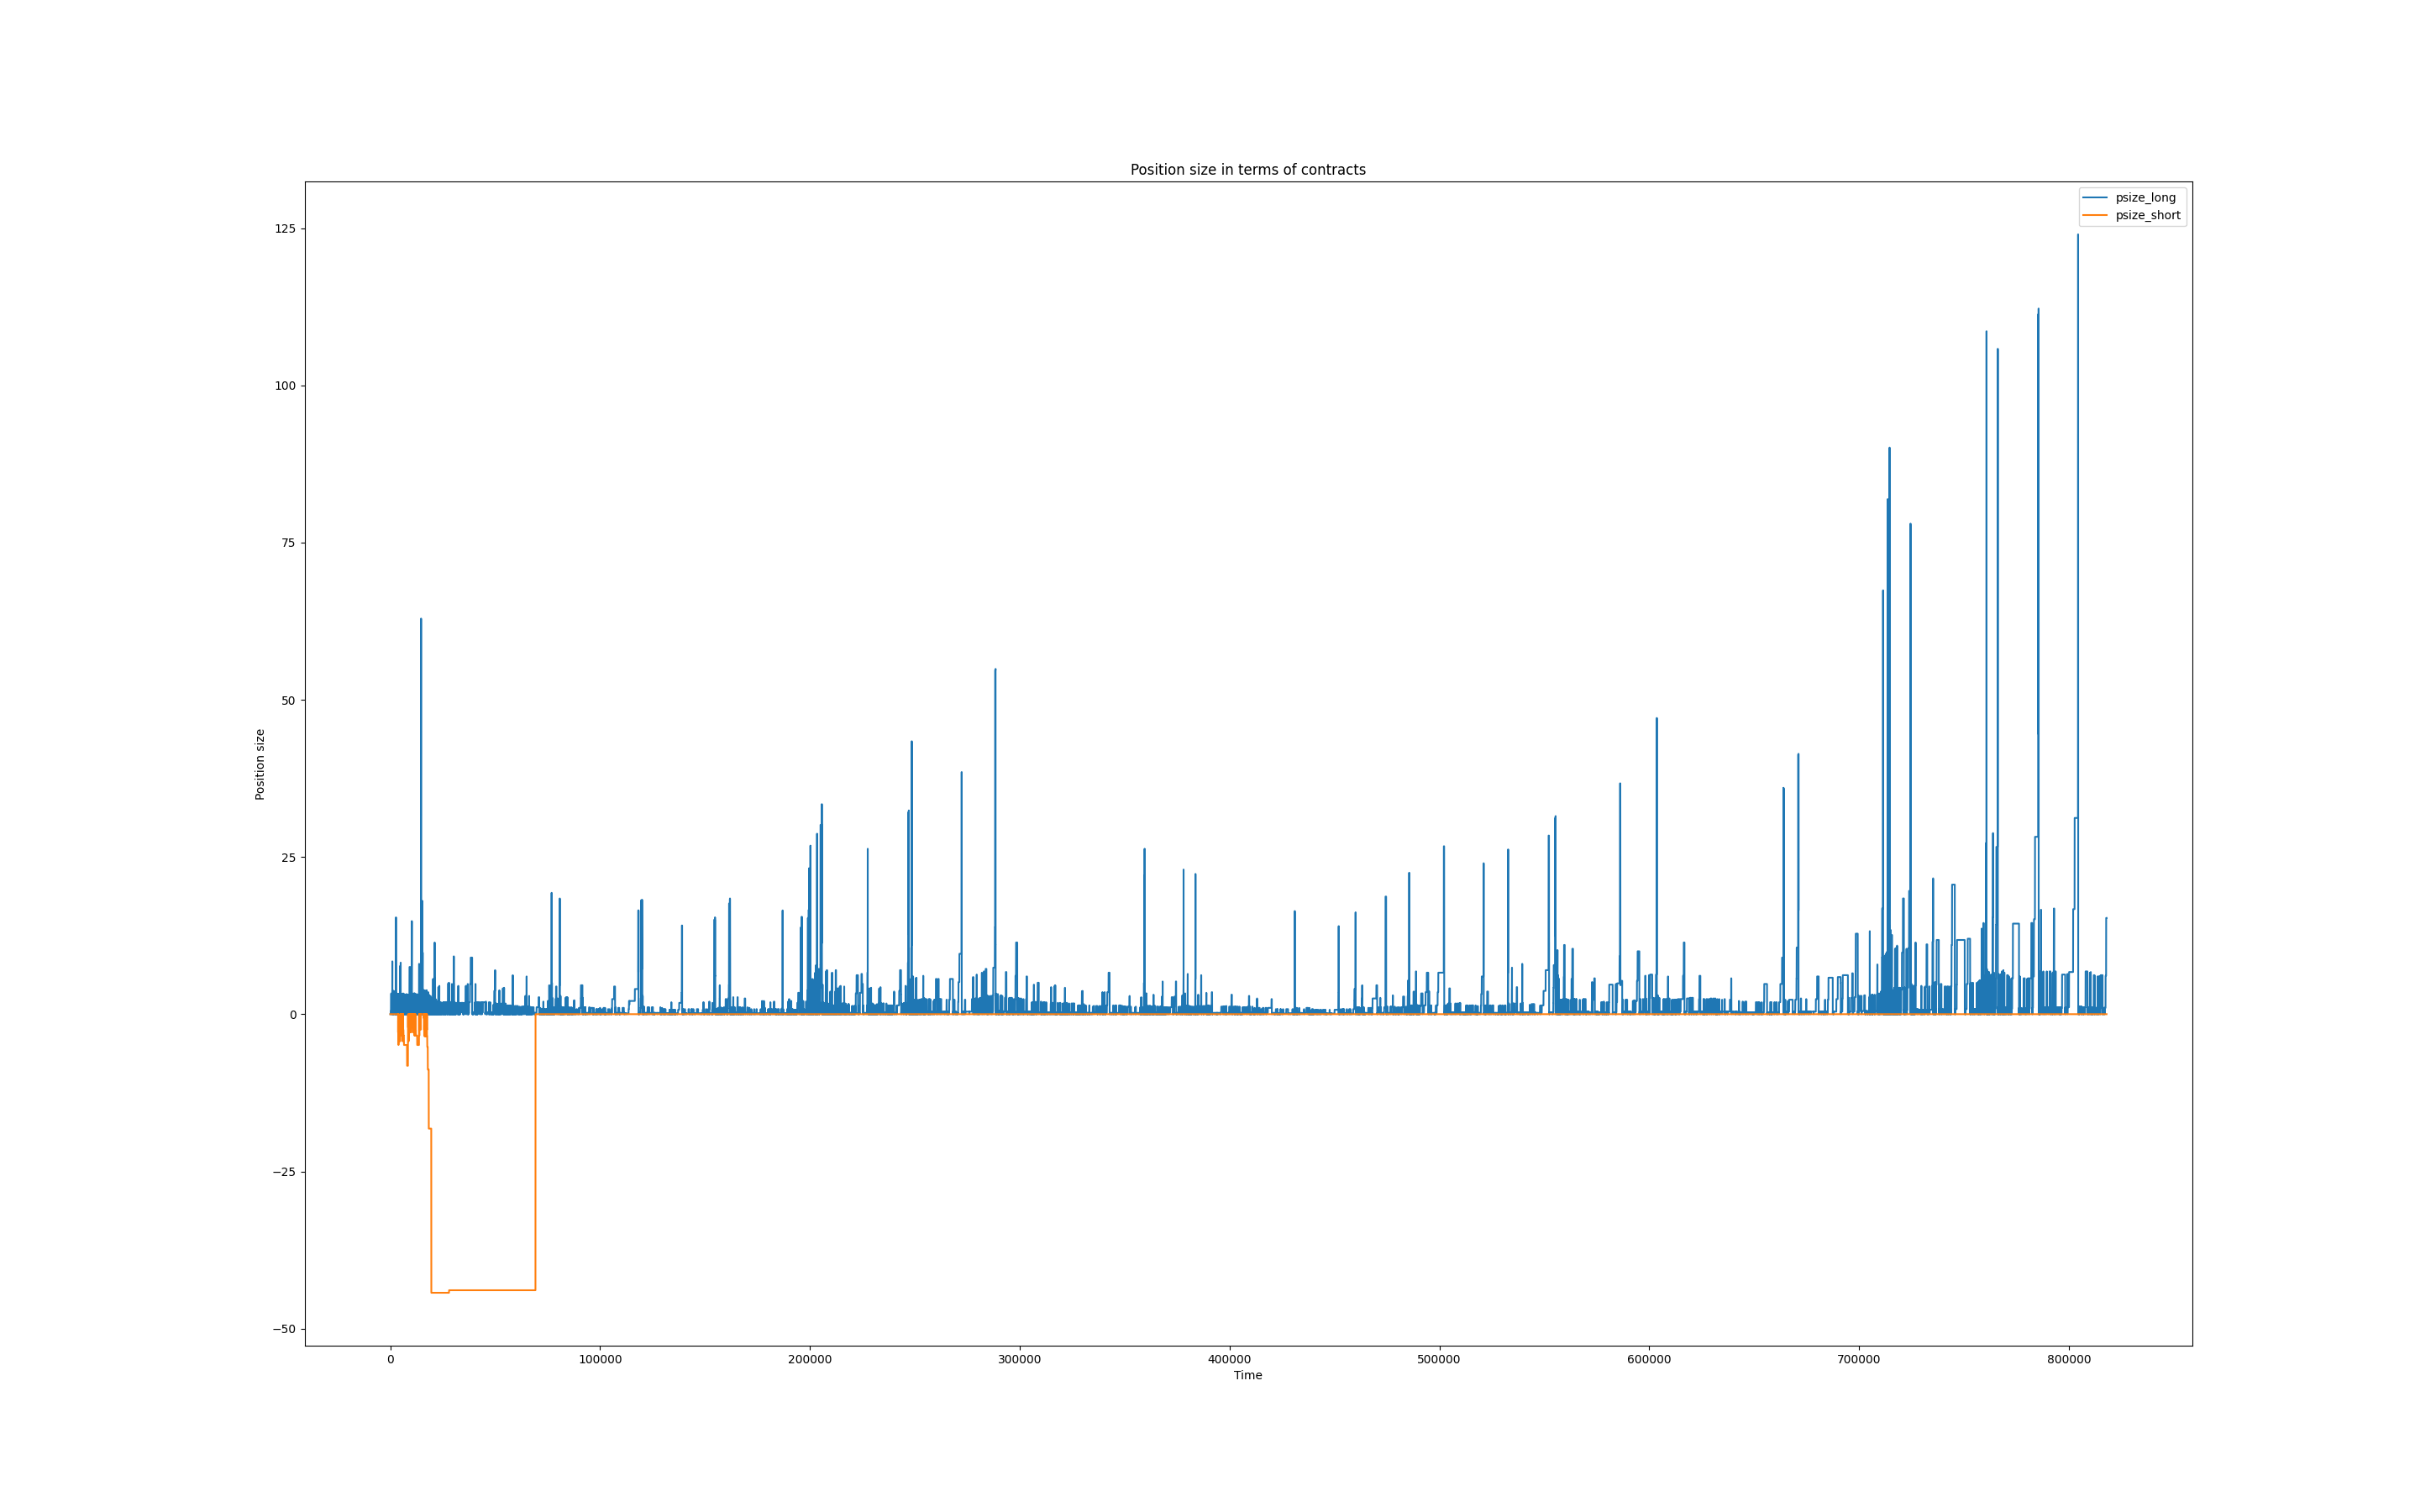 Position size in terms of contracts
psize_long
psize_short
125
100
75
50
25
0
−25
−50
Position size
0 100000 200000 300000 400000 500000 600000 700000 800000
Time